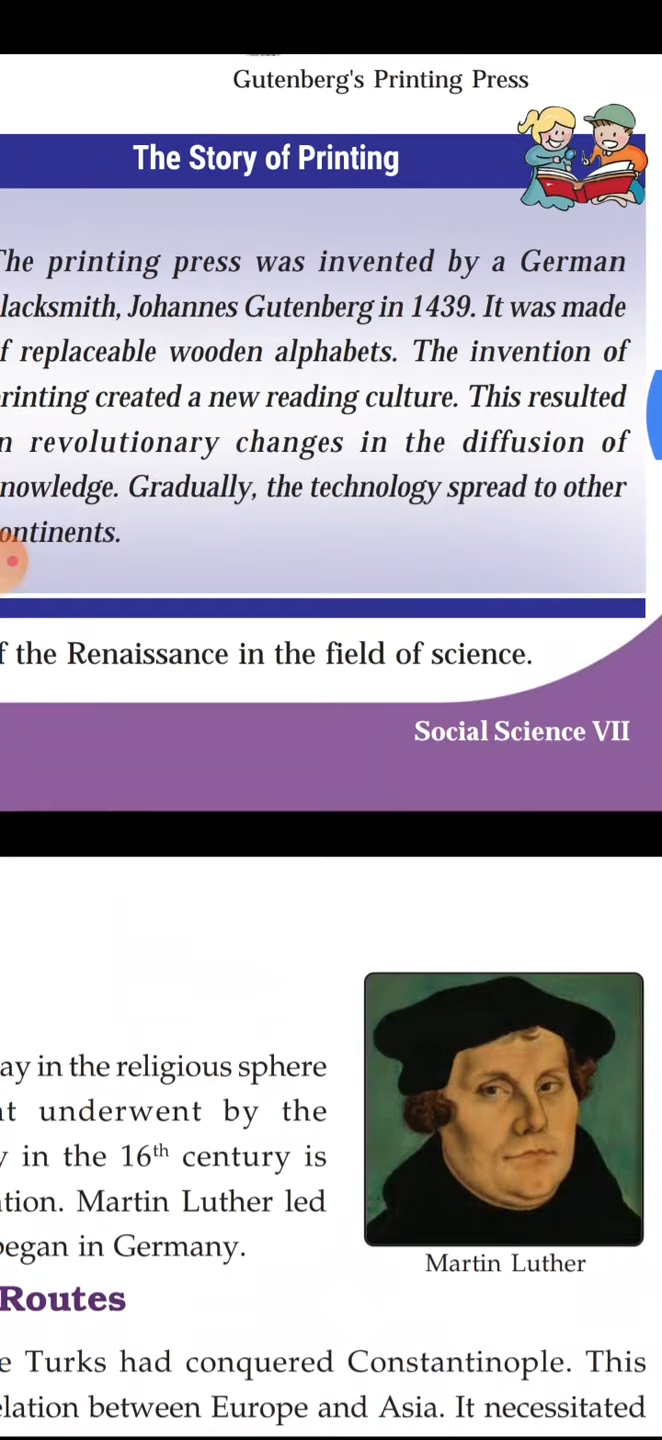 Gutenberg's Printing Press
The Story of Printing
The printing press was invented by a German
lacksmith, Johannes Gutenberg in 1439. It was made
f replaceable wooden alphabets. The invention of
rinting created a new reading culture. This resulted
n revolutionary changes in the diffusion of
nowledge. Gradually, the technology spread to other
ontinents.
f the Renaissance in the field of science.
Social Science VII
ay in the religious sphere
t underwent by the
y in the 16th century is
tion. Martin Luther led
began in Germany.
Martin Luther
Routes
e Turks had conquered Constantinople. This
elation between Europe and Asia. It necessitated